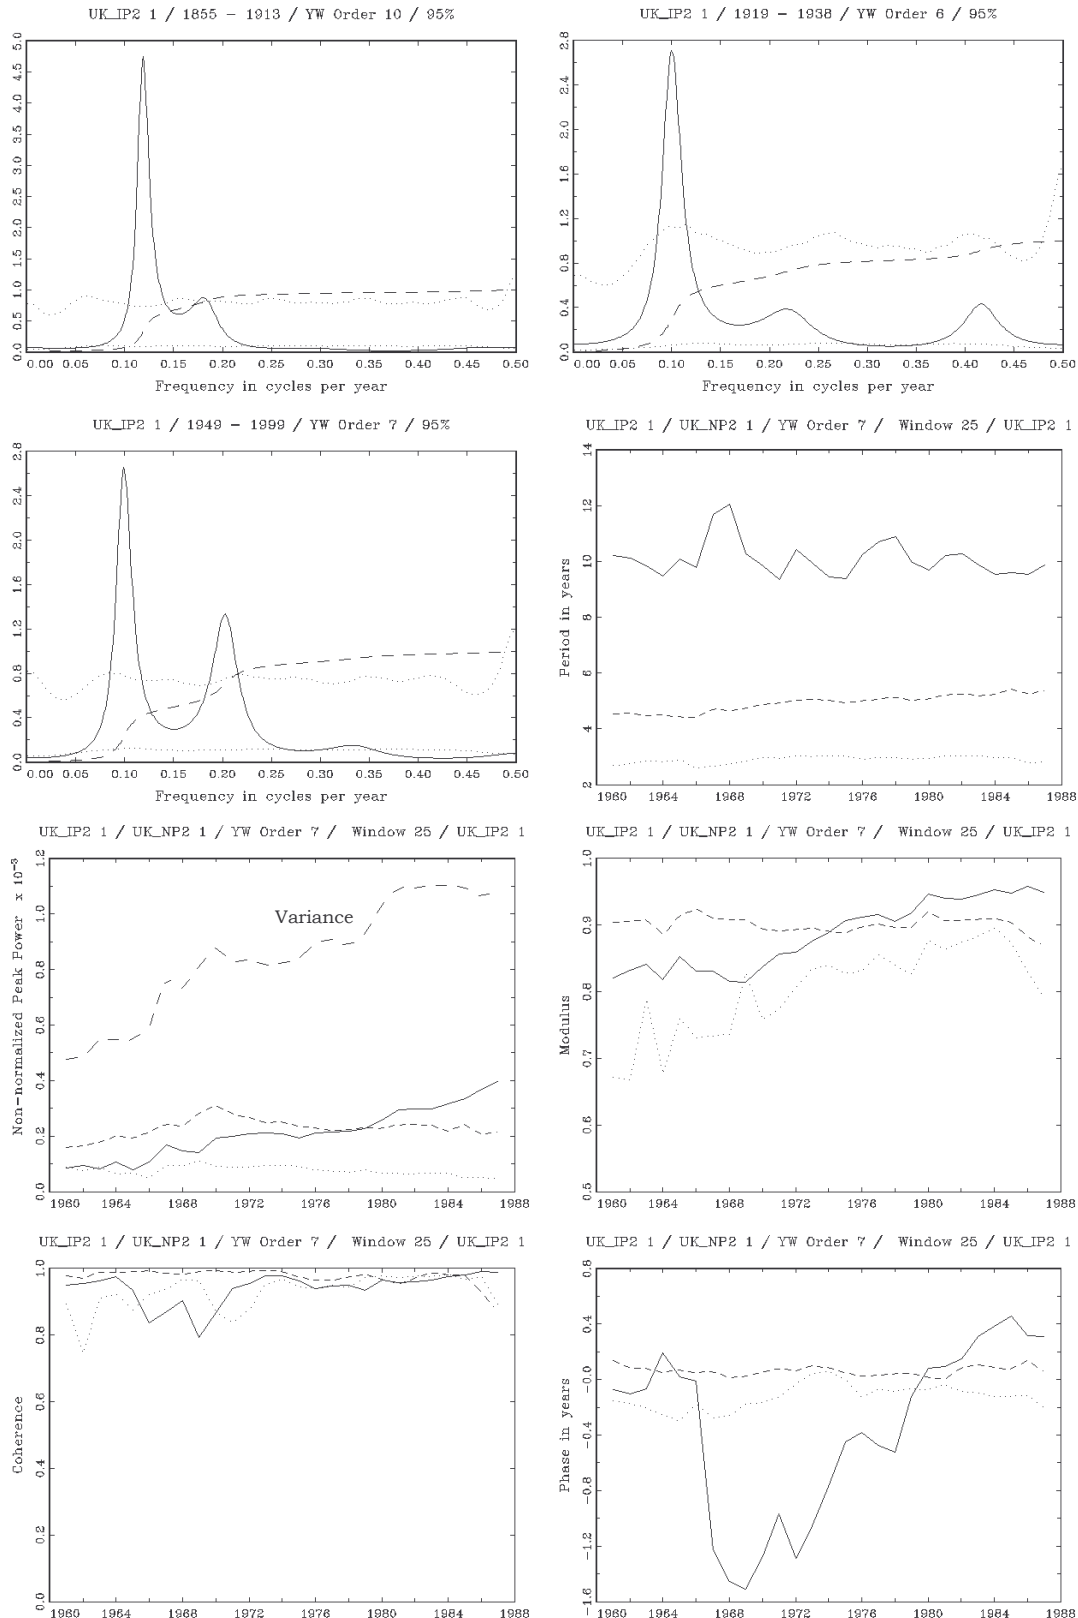 UK_IP2 1 / 1855 – 1913 / YW Order 10 / 95%
5.0
4.5
4.0
3.5
3.0
2.5
2.0
1.5
1.0
0.5
0.0
0.00 0.05 0.10 0.15 0.20 0.25 0.30 0.35 0.40 0.45 0.50
Frequency in cycles per year
UK_IP2 1 / 1919 – 1938 / YW Order 6 / 95%
2.8
2.4
2.0
1.6
1.2
0.8
0.4
0.0
0.00 0.05 0.10 0.15 0.20 0.25 0.30 0.35 0.40 0.45 0.50
Frequency in cycles per year
UK_IP2 1 / 1949 – 1999 / YW Order 7 / 95%
2.8
2.4
2.0
1.6
1.2
0.8
0.4
0.0
0.00 0.05 0.10 0.15 0.20 0.25 0.30 0.35 0.40 0.45 0.50
Frequency in cycles per year
UK_IP2 1 / UK_NP2 1 / YW Order 7 / Window 25 / UK_IP2 1
Period in years
14
12
10
8
6
4
2
1960 1964 1968 1972 1976 1980 1984 1988
UK_IP2 1 / UK_NP2 1 / YW Order 7 / Window 25 / UK_IP2 1
Non-normalized Peak Power x 10⁻³
1.2
1.0
0.8
0.6
0.4
0.2
0.0
Variance
1960 1964 1968 1972 1976 1980 1984 1988
UK_IP2 1 / UK_NP2 1 / YW Order 7 / Window 25 / UK_IP2 1
Modulus
1.0
0.9
0.8
0.7
0.6
0.5
1960 1964 1968 1972 1976 1980 1984 1988
UK_IP2 1 / UK_NP2 1 / YW Order 7 / Window 25 / UK_IP2 1
Coherence
1.0
0.8
0.6
0.4
0.2
0.0
1960 1964 1968 1972 1976 1980 1984 1988
UK_IP2 1 / UK_NP2 1 / YW Order 7 / Window 25 / UK_IP2 1
Phase in years
0.8
0.4
-0.0
-0.4
-0.8
-1.2
-1.6
1960 1964 1968 1972 1976 1980 1984 1988